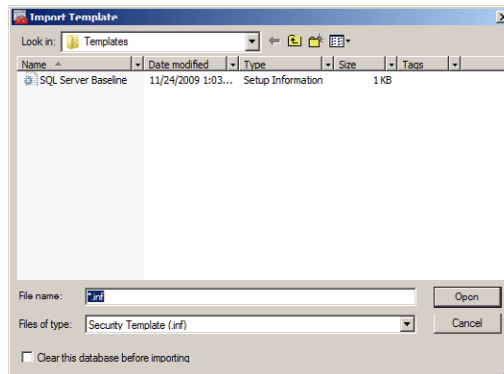 Import Template
Look in: Templates
Name Date modified Type Size Tags
SQL Server Baseline 11/24/2009 1:03... Setup Information 1 KB
File name: *.inf Open
Files of type: Security Template (.inf) Cancel
Clear this database before importing